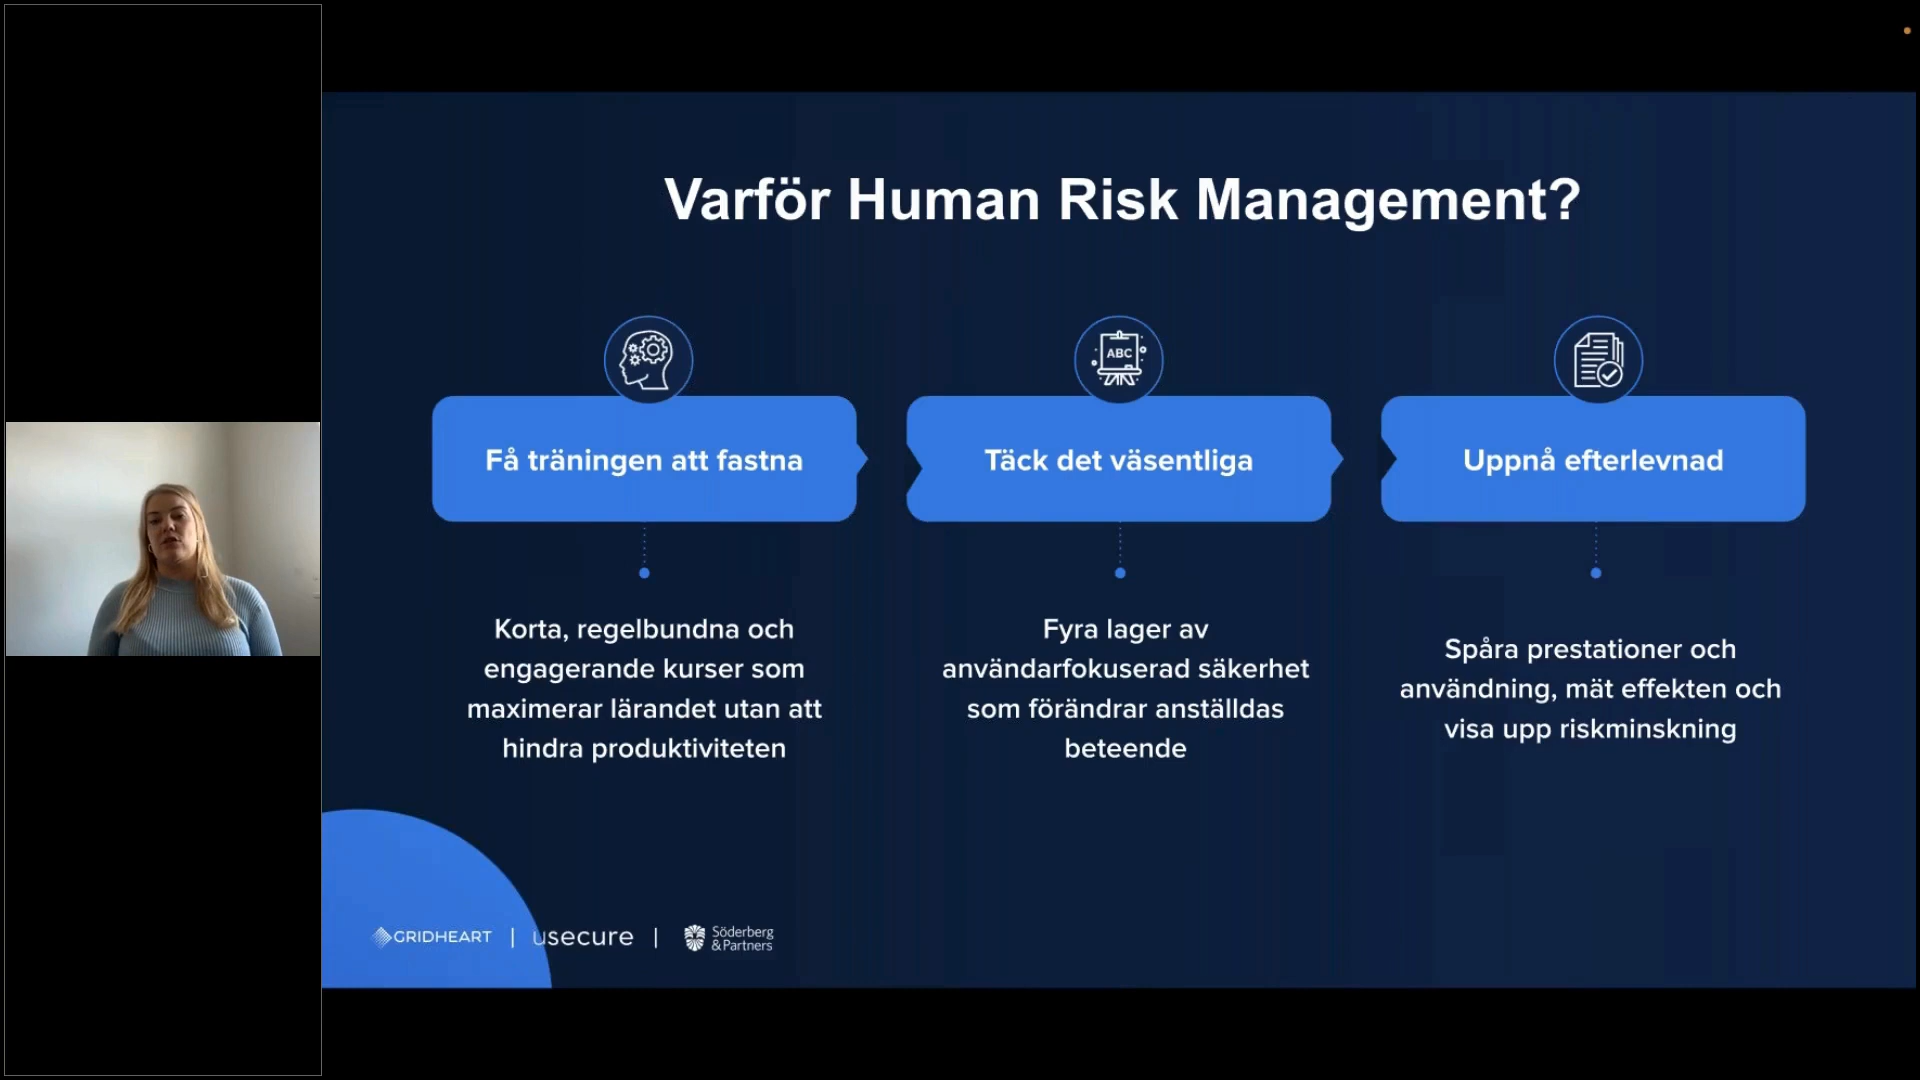 Varför Human Risk Management?
ABC
Få träningen att fastna
Täck det väsentliga
Uppnå efterlevnad
Korta, regelbundna och
engagerande kurser som
maximerar lärandet utan att
hindra produktiviteten
Fyra lager av
användarfokuserad säkerhet
som förändrar anställdas
beteende
Spåra prestationer och
användning, mät effekten och
visa upp riskminskning
GRIDHEART | usecure | Söderberg
&Partners